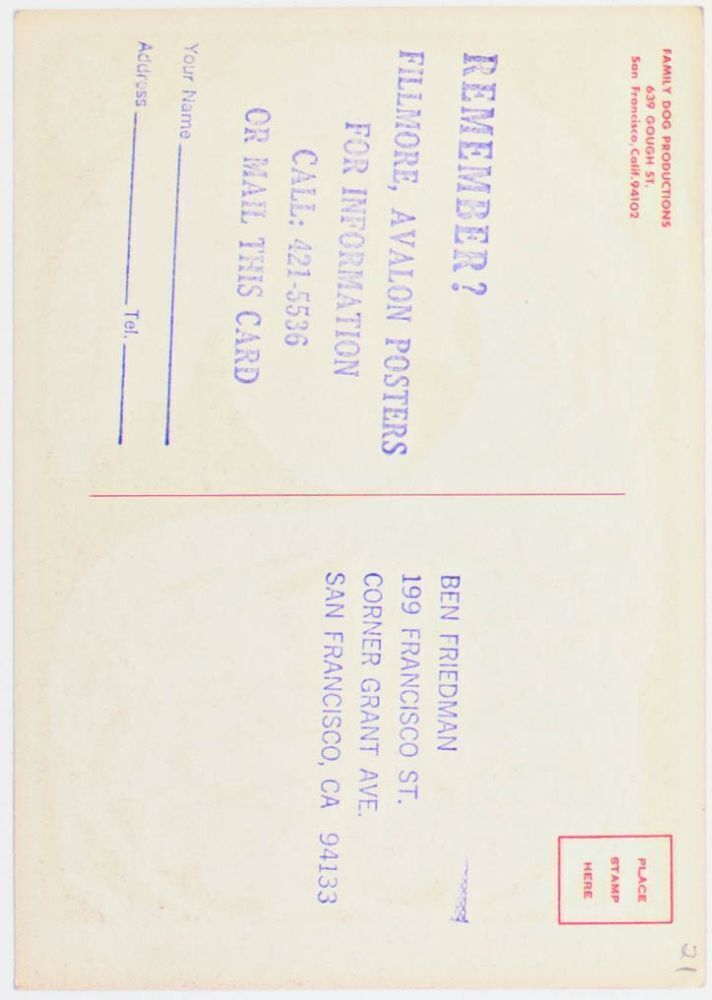 FAMILY DOG PRODUCTIONS
639 GOUGH ST.
San Francisco, Calif. 94102
REMEMBER?
FILLMORE, AVALON POSTERS
FOR INFORMATION
CALL: 421-5536
OR MAIL THIS CARD
Your Name
Address Tel.
PLACE
STAMP
HERE
BEN FRIEDMAN
199 FRANCISCO ST.
CORNER GRANT AVE.
SAN FRANCISCO, CA 94133
21